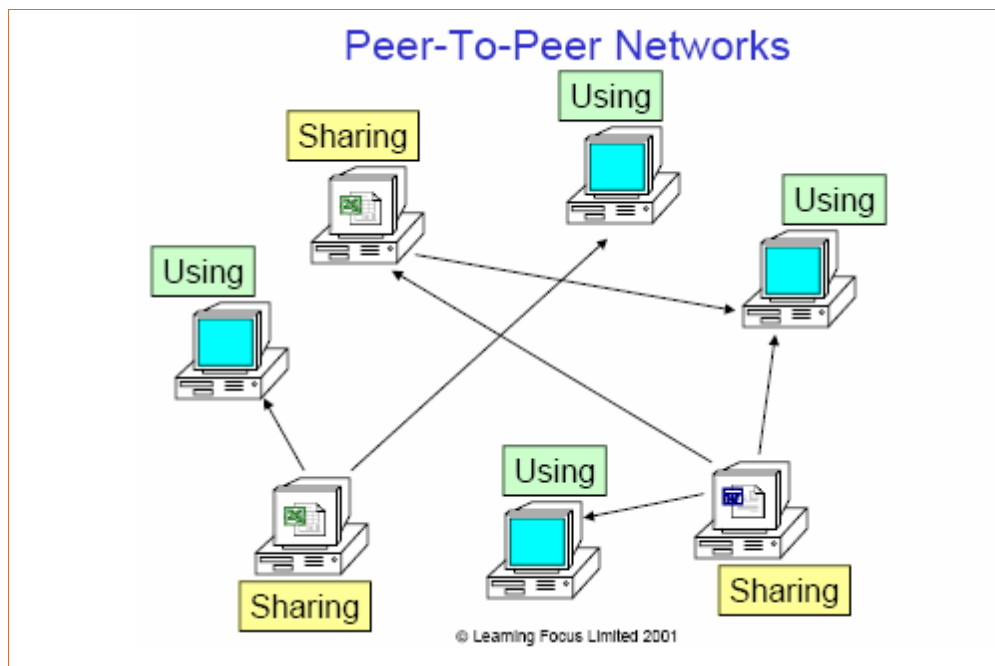 Peer-To-Peer Networks
Using
Sharing
Using
Using
Using
Sharing
Sharing
© Learning Focus Limited 2001